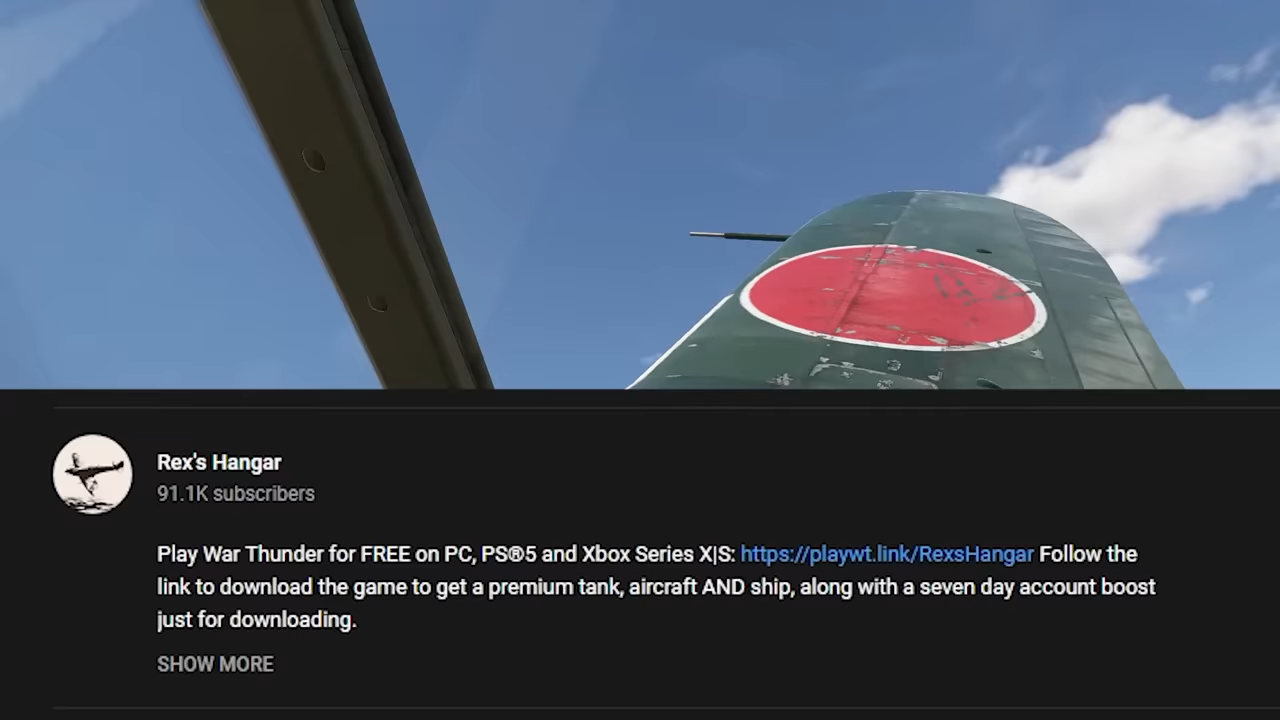 Rex's Hangar
91.1K subscribers
Play War Thunder for FREE on PC, PS®5 and Xbox Series X|S: https://playwt.link/RexsHangar Follow the
link to download the game to get a premium tank, aircraft AND ship, along with a seven day account boost
just for downloading.
SHOW MORE